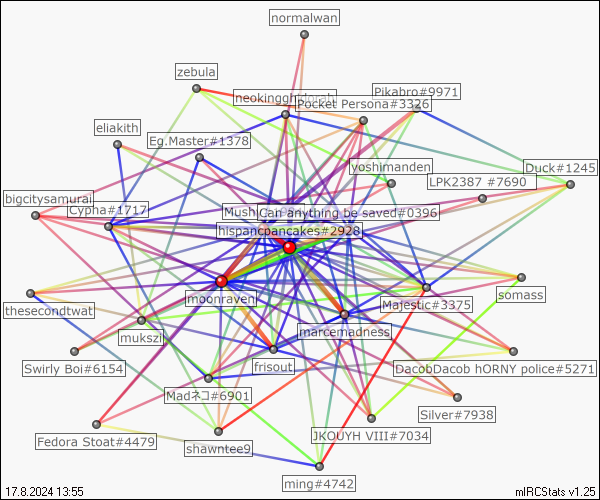 normalwan
zebula
Pikabro#9971
neokingghidorah
Pocket Persona#3326
eliakith
Eg.Master#1378
yoshimanden
Duck#1245
LPK2387 #7690
bigcitysamurai
Cypha#1717
Mush
Can anything be saved#0396
hispancpancakes#2928
moonraven
Majestic#3375
somass
thesecondtwat
mukszi
marcemadness
Swirly Boi#6154
frisout
DacobDacob hORNY police#5271
Madネコ#6901
Silver#7938
Fedora Stoat#4479
shawntee9
JKOUYH VIII#7034
ming#4742
17.8.2024 13:55
mIRCStats v1.25